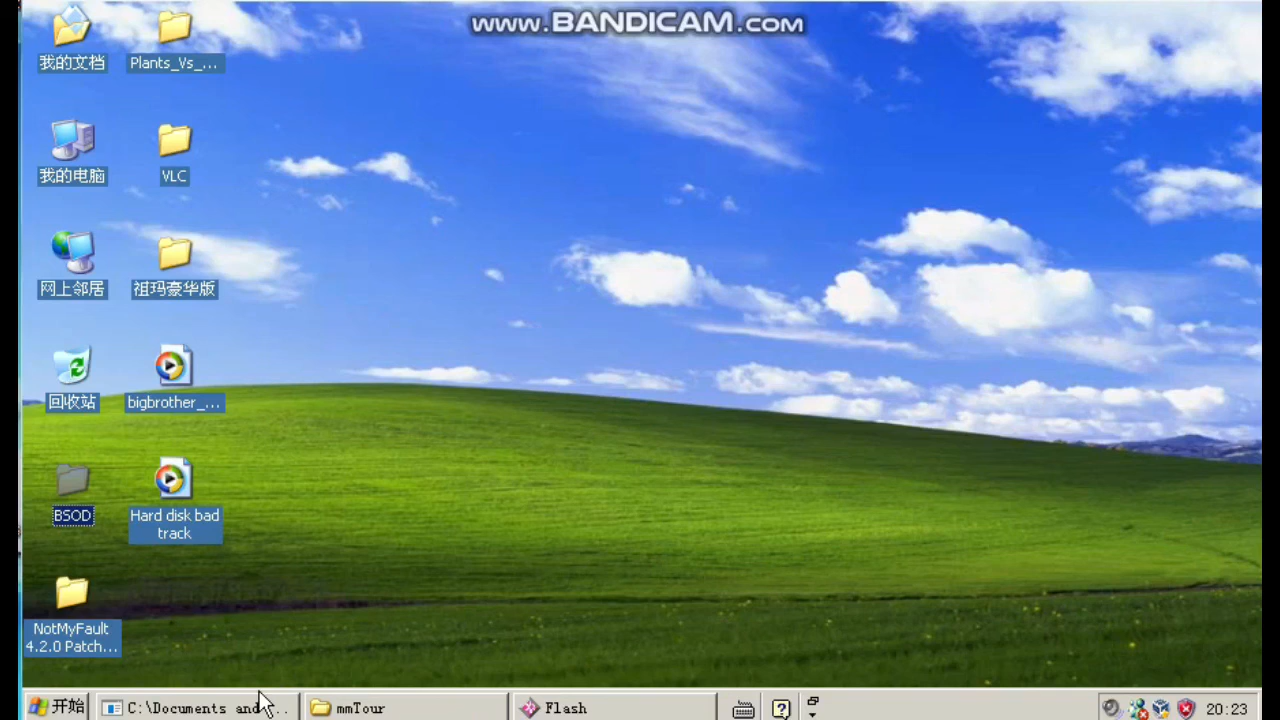 www.BANDICAM.com
我的文档
Plants_Vs_...
我的电脑
VLC
网上邻居
祖玛豪华版
回收站
bigbrother_...
BSOD
Hard disk bad
track
NotMyFault
4.2.0 Patch...
开始
C:\Documents and ...
mmTour
Flash
20:23